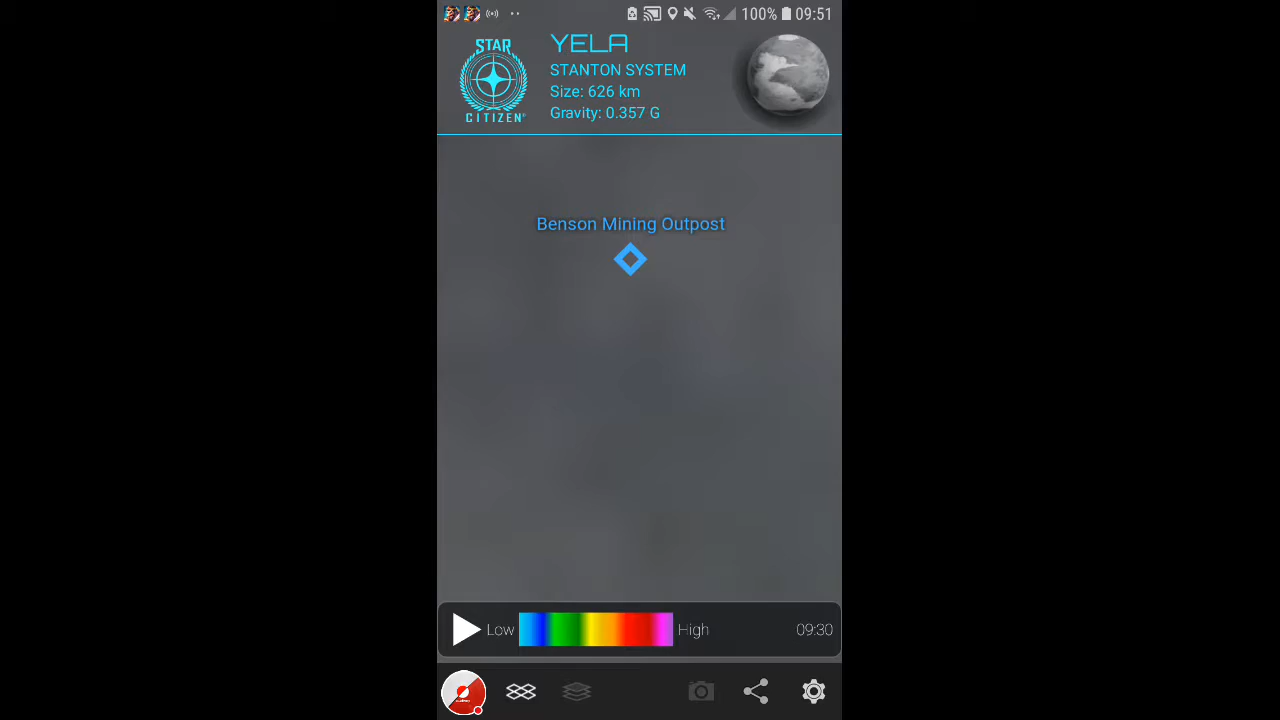 100% 09:51
STAR
CITIZEN
YELA
STANTON SYSTEM
Size: 626 km
Gravity: 0.357 G
Benson Mining Outpost
Low High 09:30